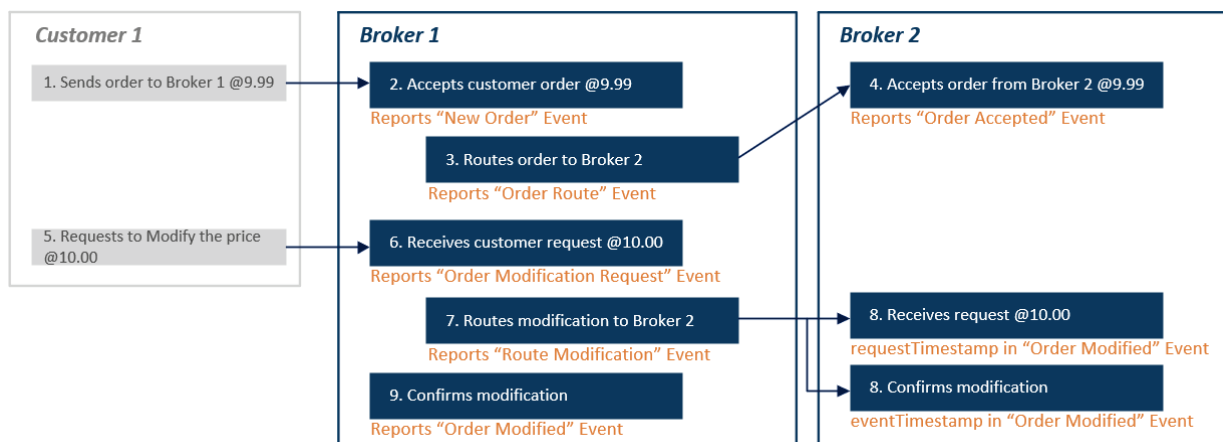 Customer 1
1. Sends order to Broker 1 @9.99
5. Requests to Modify the price
@10.00
Broker 1
2. Accepts customer order @9.99
Reports “New Order” Event
3. Routes order to Broker 2
Reports “Order Route” Event
6. Receives customer request @10.00
Reports “Order Modification Request” Event
7. Routes modification to Broker 2
Reports “Route Modification” Event
9. Confirms modification
Reports “Order Modified” Event
Broker 2
4. Accepts order from Broker 2 @9.99
Reports “Order Accepted” Event
8. Receives request @10.00
requestTimestamp in “Order Modified” Event
8. Confirms modification
eventTimestamp in “Order Modified” Event